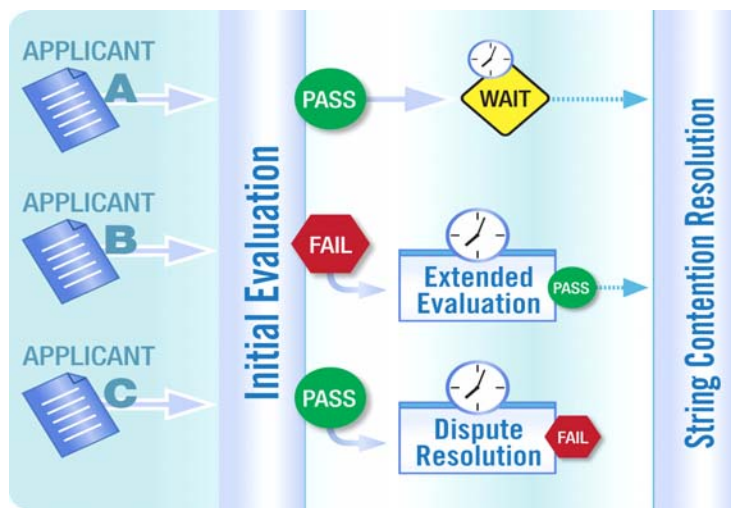 APPLICANT
A
PASS
WAIT
APPLICANT
B
FAIL
Extended
Evaluation
PASS
APPLICANT
C
PASS
Dispute
Resolution
FAIL
Initial Evaluation
String Contention Resolution